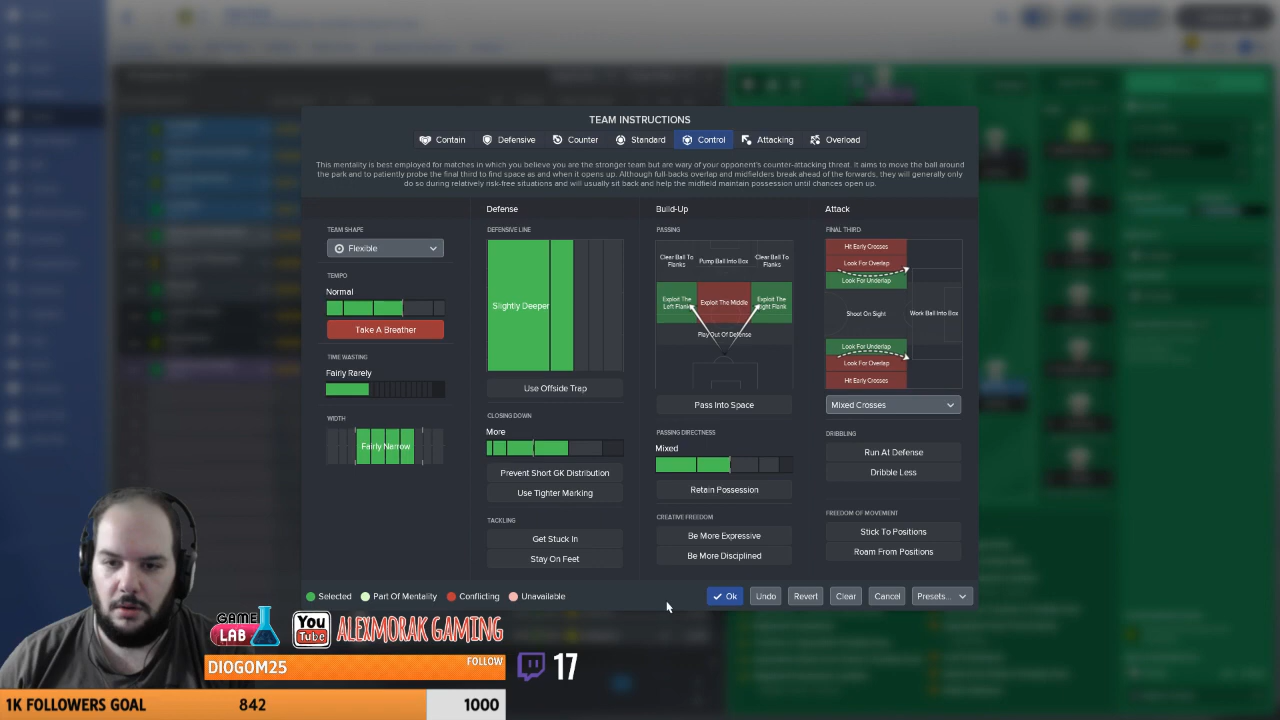 TEAM INSTRUCTIONS
Contain
Defensive
Counter
Standard
Control
Attacking
Overload
This mentality is best employed for matches in which you believe you are the stronger team but are wary of your opponent's counter-attacking threat. It aims to move the ball around
the park and to patiently probe the final third to find space as and when it opens up. Although full-backs overlap and midfielders break ahead of the forwards, they will generally only
do so during relatively risk-free situations and will usually sit back and help the midfield maintain possession until chances open up.
TEAM SHAPE
Flexible
TEMPO
Normal
Take A Breather
TIME WASTING
Fairly Rarely
WIDTH
Fairly Narrow
Defense
DEFENSIVE LINE
Slightly Deeper
Use Offside Trap
CLOSING DOWN
More
Prevent Short GK Distribution
Use Tighter Marking
TACKLING
Get Stuck In
Stay On Feet
Build-Up
PASSING
Clear Ball To
Flanks
Pump Ball Into Box
Clear Ball To
Flanks
Exploit The
Left Flank
Exploit The Middle
Exploit The
Right Flank
Play Out Of Defense
Pass Into Space
PASSING DIRECTNESS
Mixed
Retain Possession
CREATIVE FREEDOM
Be More Expressive
Be More Disciplined
Attack
FINAL THIRD
Hit Early Crosses
Look For Overlap
Look For Underlap
Shoot On Sight
Work Ball Into Box
Look For Underlap
Look For Overlap
Hit Early Crosses
Mixed Crosses
DRIBBLING
Run At Defense
Dribble Less
FREEDOM OF MOVEMENT
Stick To Positions
Roam From Positions
Selected
Part Of Mentality
Conflicting
Unavailable
Ok
Undo
Revert
Clear
Cancel
Presets...
GAME
LAB
You
Tube
ALEXMORAK GAMING
DIOGOM25
FOLLOW
17
1K FOLLOWERS GOAL
842
1000